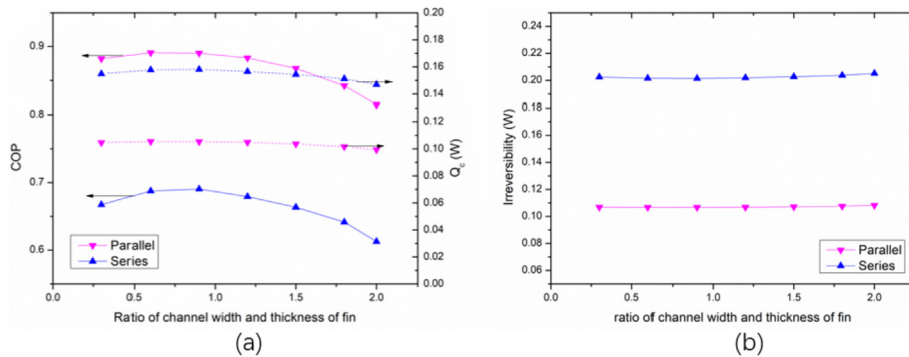 (a)
COP
0.9
0.8
0.7
0.6
0.20
0.18
0.16
0.14
0.12
0.10
0.08
0.06
0.04
0.02
0.00
Qc (W)
Parallel
Series
0.0
0.5
1.0
1.5
2.0
Ratio of channel width and thickness of fin
(a)
(b)
Irreversibility (W)
0.24
0.22
0.20
0.18
0.16
0.14
0.12
0.10
0.08
0.06
Parallel
Series
0.0
0.5
1.0
1.5
2.0
ratio of channel width and thickness of fin
(b)